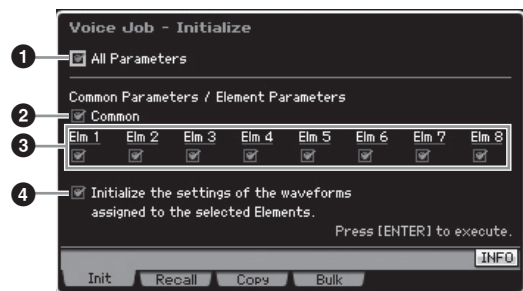 Voice Job - Initialize
1 All Parameters
Common Parameters / Element Parameters
2 Common
3 Elm 1 Elm 2 Elm 3 Elm 4 Elm 5 Elm 6 Elm 7 Elm 8
4 Initialize the settings of the waveforms
assigned to the selected Elements.
Press [ENTER] to execute.
INFO
Init Recall Copy Bulk